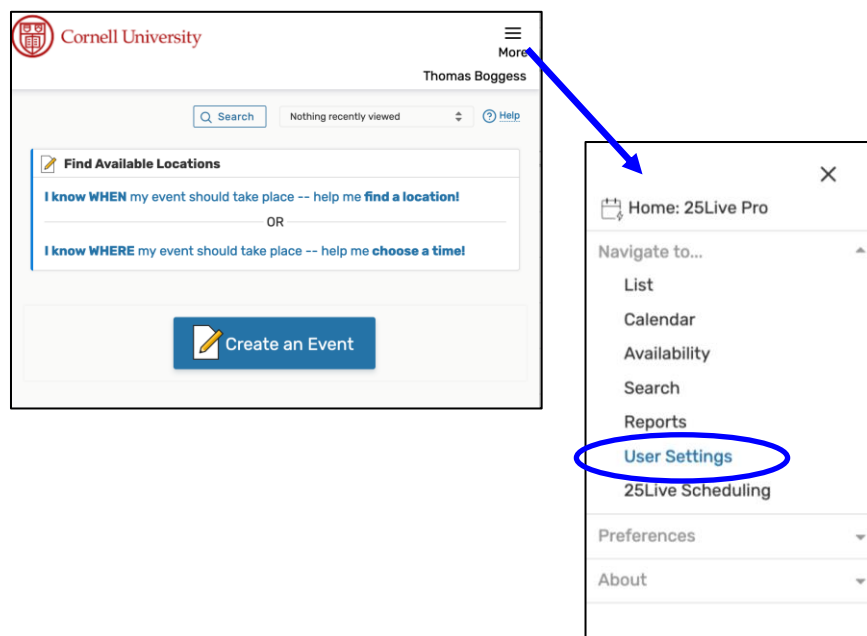 Cornell University
More
Thomas Boggess
Search
Nothing recently viewed
Help
Find Available Locations
I know WHEN my event should take place -- help me find a location!
OR
I know WHERE my event should take place -- help me choose a time!
Create an Event
Home: 25Live Pro
Navigate to...
List
Calendar
Availability
Search
Reports
User Settings
25Live Scheduling
Preferences
About